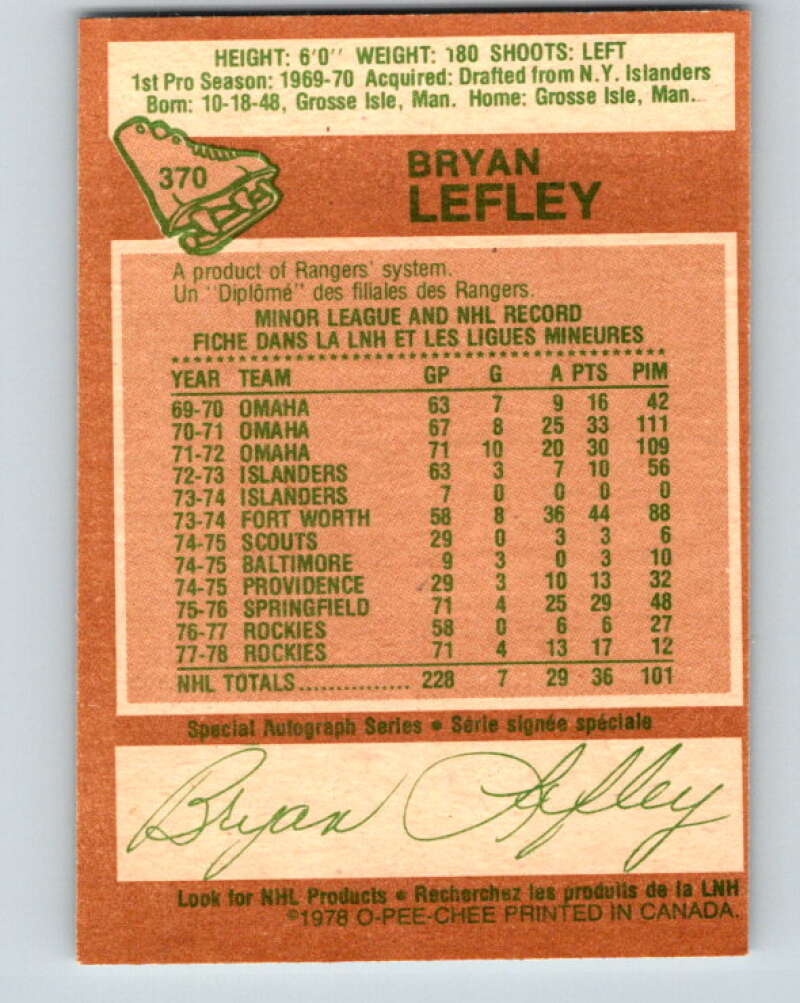 HEIGHT: 6'0" WEIGHT: 180 SHOOTS: LEFT
1st Pro Season: 1969-70 Acquired: Drafted from N.Y. Islanders
Born: 10-18-48, Grosse Isle, Man. Home: Grosse Isle, Man.
370
BRYAN
LEFLEY
A product of Rangers' system.
Un "Diplômé" des filiales des Rangers.
MINOR LEAGUE AND NHL RECORD
FICHE DANS LA LNH ET LES LIGUES MINEURES
YEAR TEAM GP G A PTS PIM
69-70 OMAHA 63 7 9 16 42
70-71 OMAHA 67 8 25 33 111
71-72 OMAHA 71 10 20 30 109
72-73 ISLANDERS 63 3 7 10 56
73-74 ISLANDERS 7 0 0 0 0
73-74 FORT WORTH 58 8 36 44 88
74-75 SCOUTS 29 0 3 3 6
74-75 BALTIMORE 9 3 0 3 10
74-75 PROVIDENCE 29 3 10 13 32
75-76 SPRINGFIELD 71 4 25 29 48
76-77 ROCKIES 58 0 6 6 27
77-78 ROCKIES 71 4 13 17 12
NHL TOTALS............... 228 7 29 36 101
Special Autograph Series • Série signée spéciale
Bryan Lefley
Look for NHL Products • Recherchez les produits de la LNH
©1978 O-PEE-CHEE PRINTED IN CANADA.